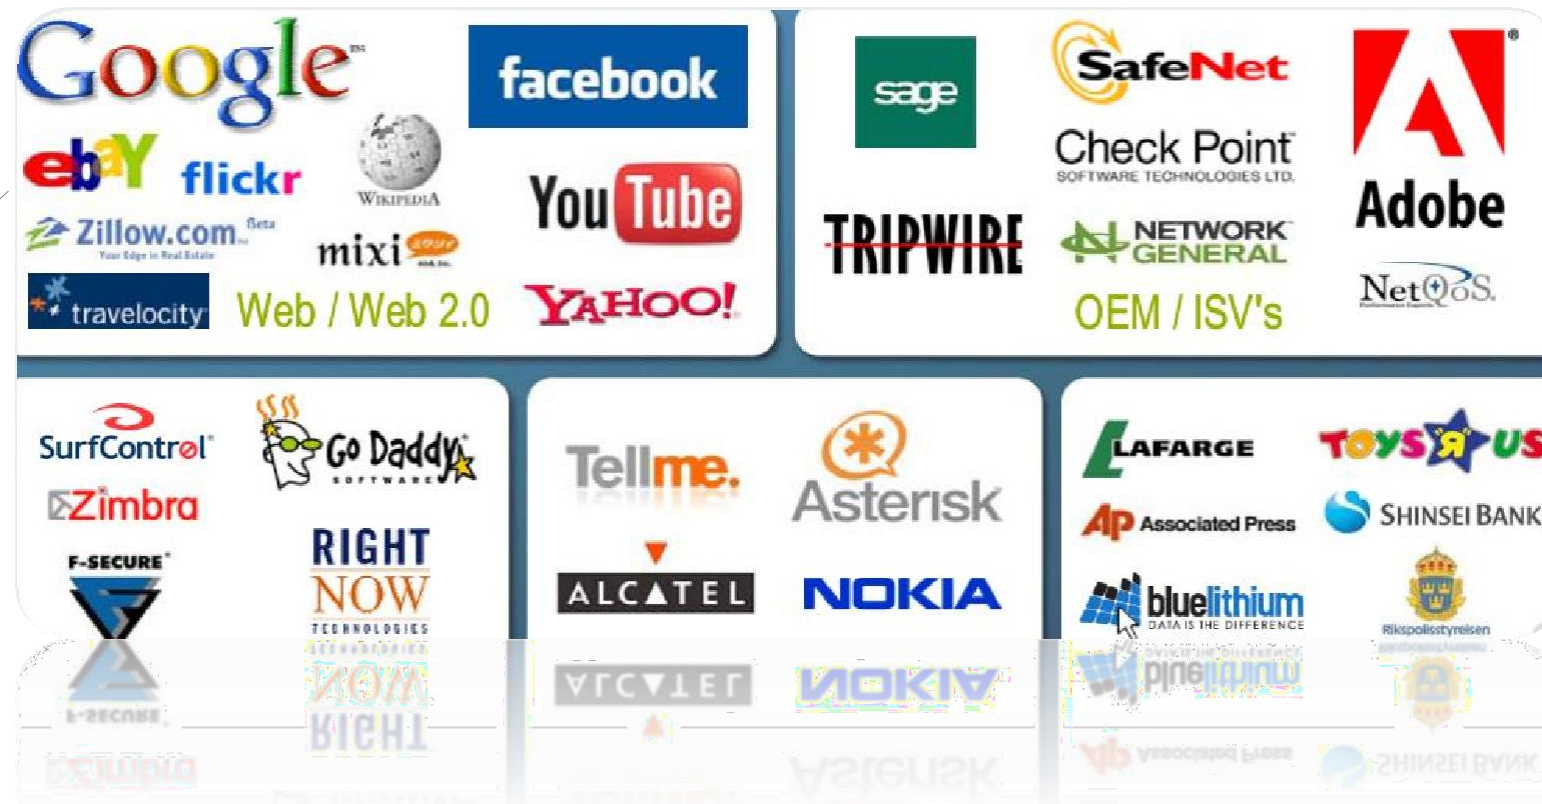 Google™
facebook
ebaY
flickr
WIKIPEDIA
You Tube
Zillow.com Beta
Your Edge in Real Estate
mixi
travelocity
Web / Web 2.0
YAHOO!
sage
SafeNet
Adobe
®
Check Point
SOFTWARE TECHNOLOGIES LTD.
TRIPWIRE
NETWORK
GENERAL
NetQoS.
OEM / ISV's
SurfControl
Go Daddy
SOFTWARE
Zimbra
F-SECURE
RIGHT
NOW
TECHNOLOGIES
Tellme.
Asterisk
ALCATEL
NOKIA
LAFARGE
TOYS R US
AP Associated Press
SHINSEI BANK
bluelithium
DATA IS THE DIFFERENCE
Rikspolisstyrelsen